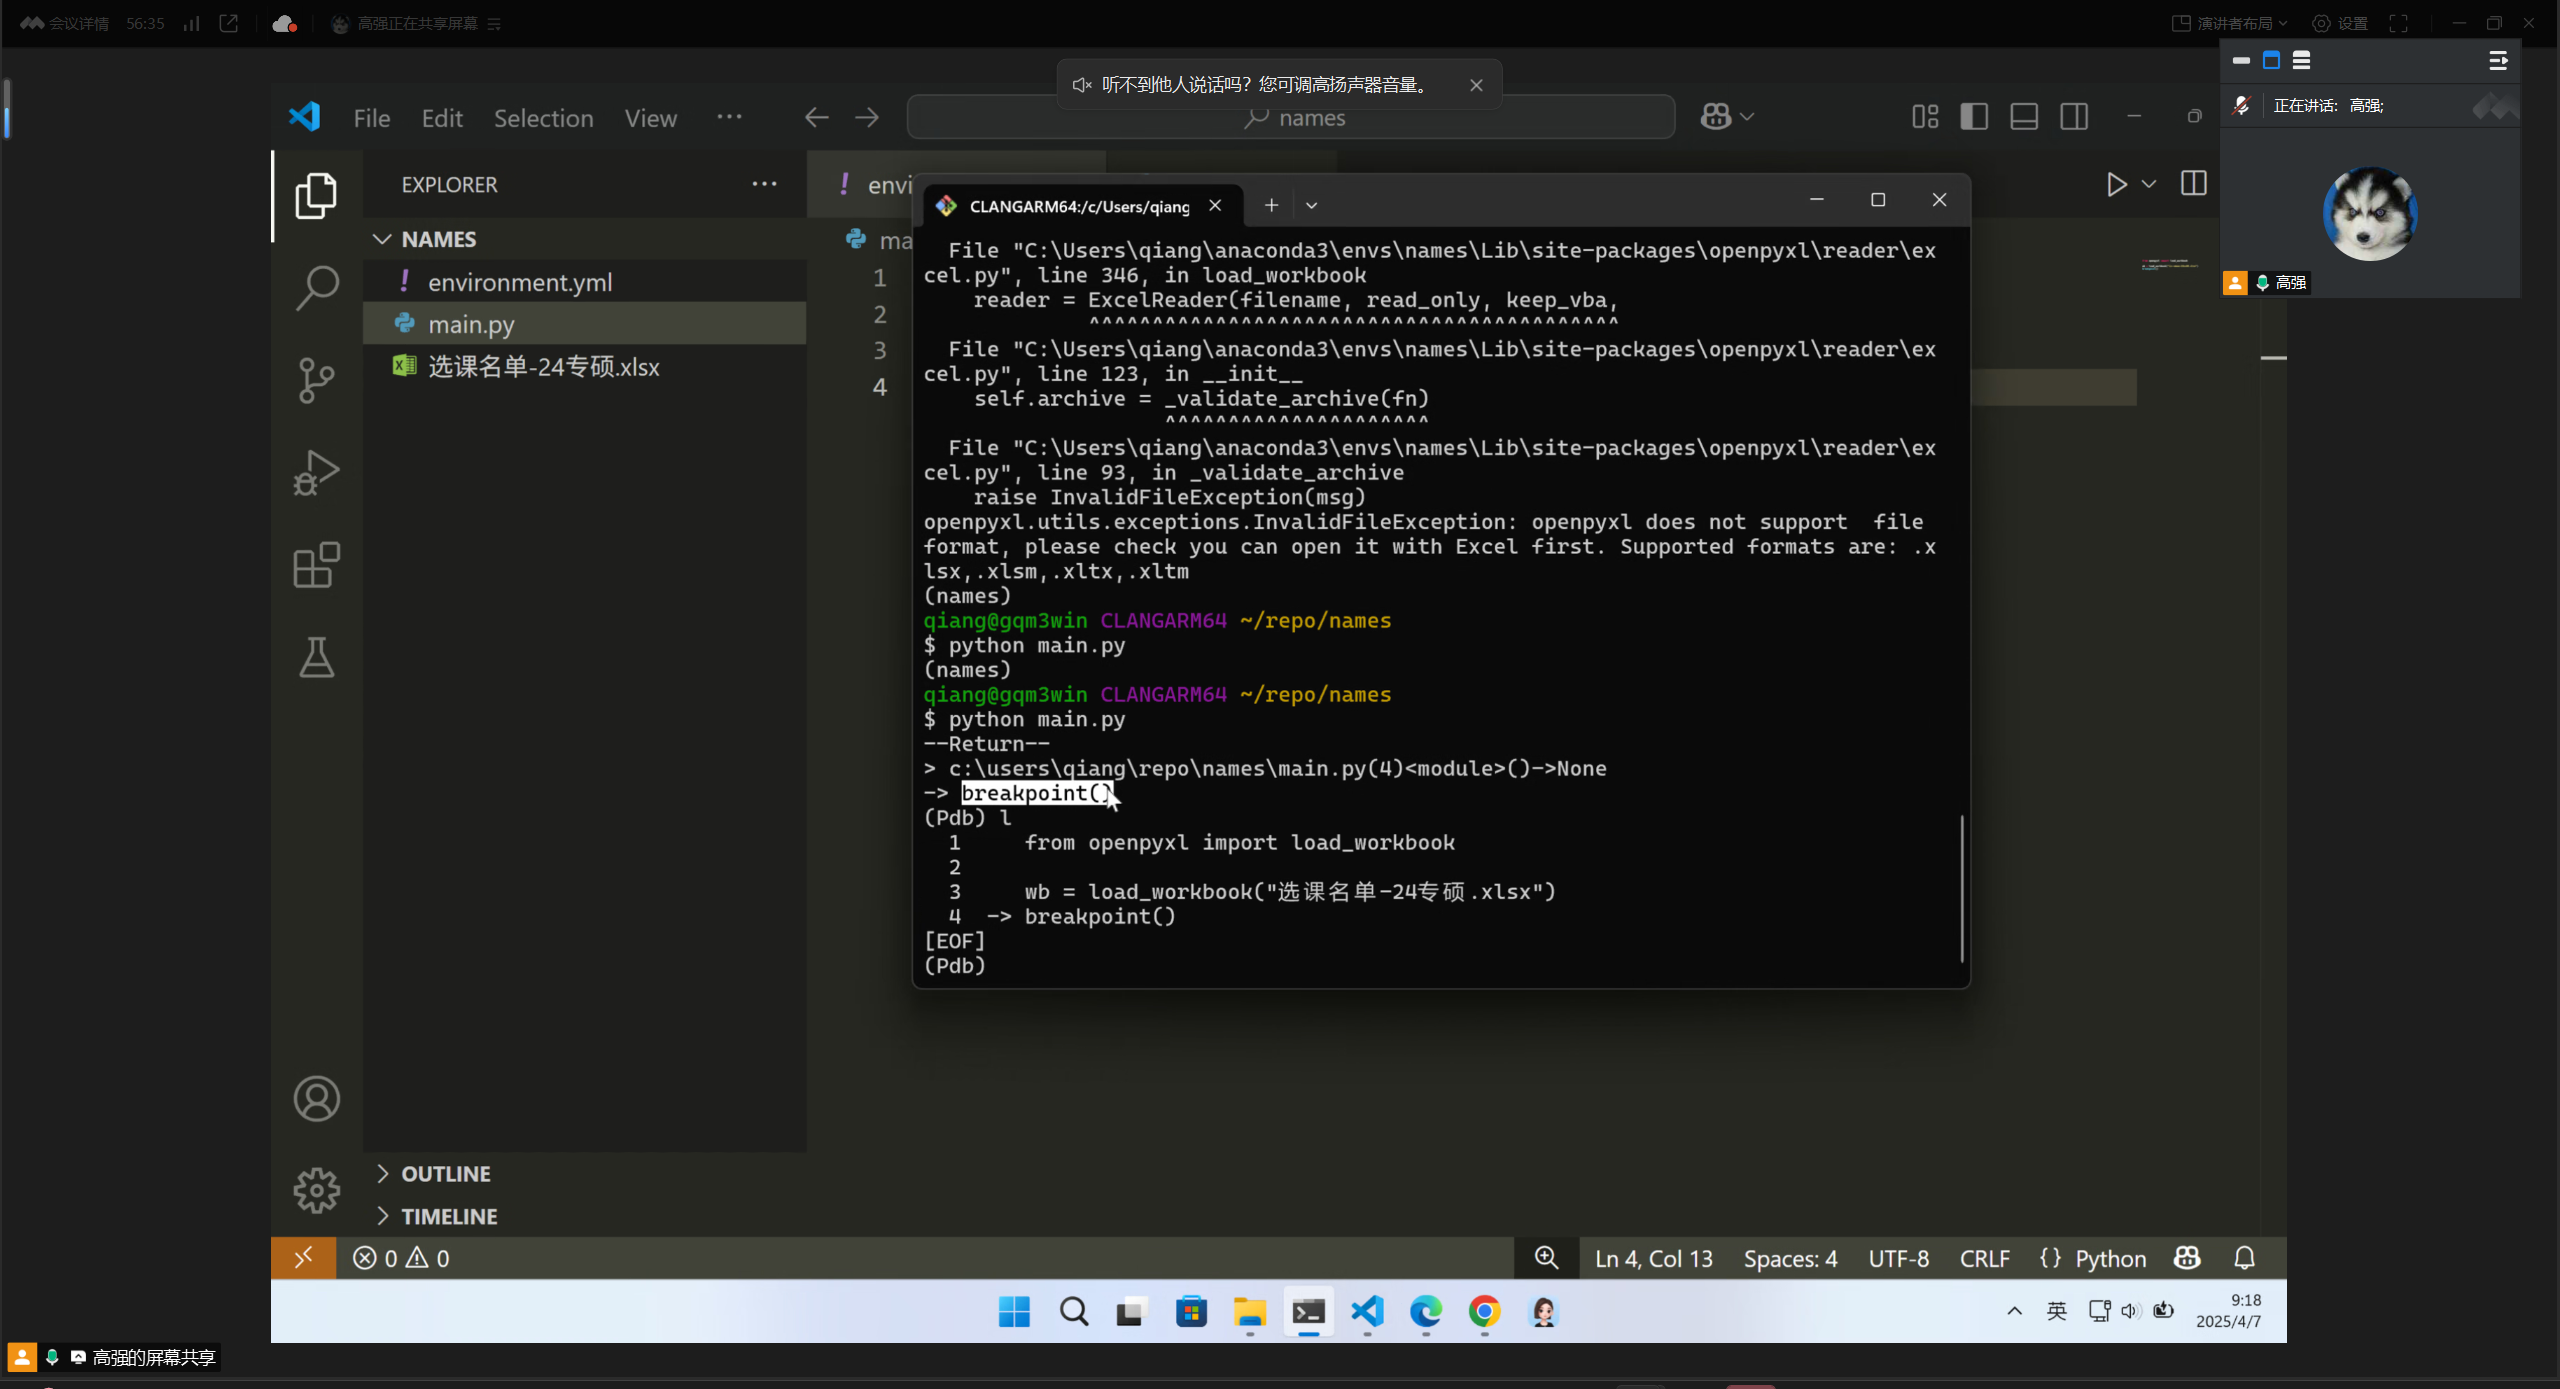 会议详情 56:35 高强正在共享屏幕 演讲者布局 设置
听不到他人说话吗？您可调高扬声器音量。
File Edit Selection View names
正在讲话: 高强;
高强
EXPLORER
NAMES
environment.yml
main.py
选课名单-24专硕.xlsx
OUTLINE
TIMELINE
! envi
ma
1
2
3
4
CLANGARM64:/c/Users/qiang
File "C:\Users\qiang\anaconda3\envs\names\Lib\site-packages\openpyxl\reader\ex
cel.py", line 346, in load_workbook
reader = ExcelReader(filename, read_only, keep_vba,
^^^^^^^^^^^^^^^^^^^^^^^^^^^^^^^^^^^^^^^^^^
File "C:\Users\qiang\anaconda3\envs\names\Lib\site-packages\openpyxl\reader\ex
cel.py", line 123, in __init__
self.archive = _validate_archive(fn)
^^^^^^^^^^^^^^^^^^^^^
File "C:\Users\qiang\anaconda3\envs\names\Lib\site-packages\openpyxl\reader\ex
cel.py", line 93, in _validate_archive
raise InvalidFileException(msg)
openpyxl.utils.exceptions.InvalidFileException: openpyxl does not support  file
format, please check you can open it with Excel first. Supported formats are: .x
lsx,.xlsm,.xltx,.xltm
(names)
qiang@gqm3win CLANGARM64 ~/repo/names
$ python main.py
(names)
qiang@gqm3win CLANGARM64 ~/repo/names
$ python main.py
--Return--
> c:\users\qiang\repo\names\main.py(4)<module>()->None
-> breakpoint()
(Pdb) l
1 from openpyxl import load_workbook
2
3 wb = load_workbook("选课名单-24专硕.xlsx")
4 -> breakpoint()
[EOF]
(Pdb)
0 0 Ln 4, Col 13 Spaces: 4 UTF-8 CRLF {} Python
英 9:18
2025/4/7
高强的屏幕共享